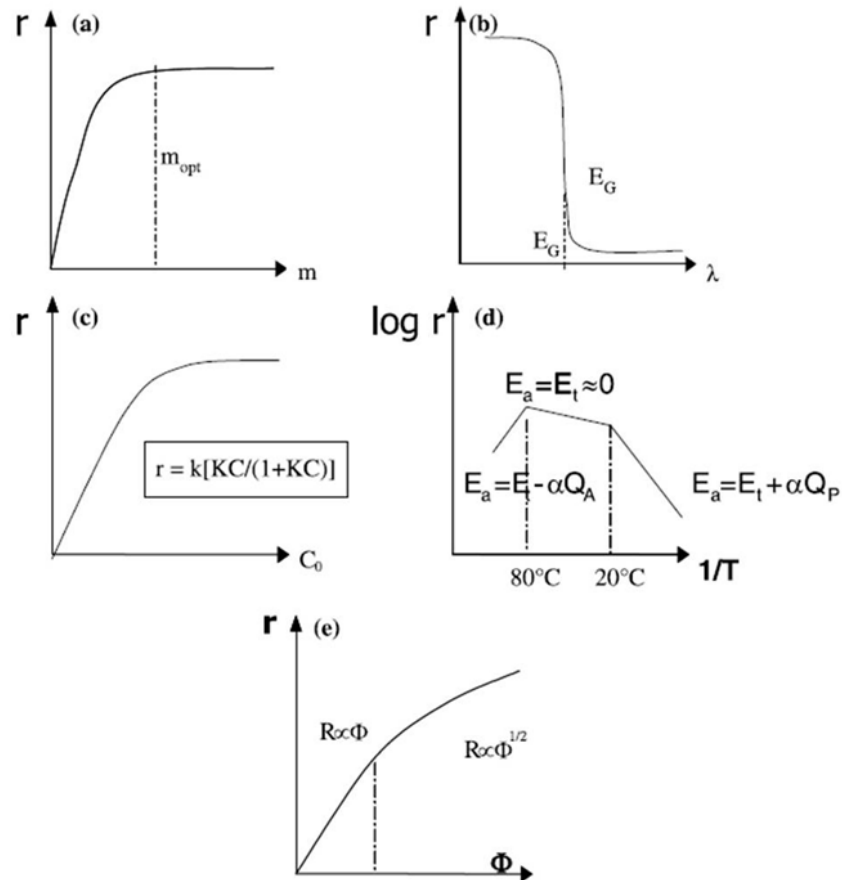 r (a)
m_opt
m
r (b)
E_G
E_G
λ
r (c)
r = k[KC/(1+KC)]
C_0
log r (d)
E_a=E_t≈0
E_a=E_t-αQ_A
E_a=E_t+αQ_P
80°C 20°C 1/T
r (e)
R∝Φ
R∝Φ^1/2
Φ